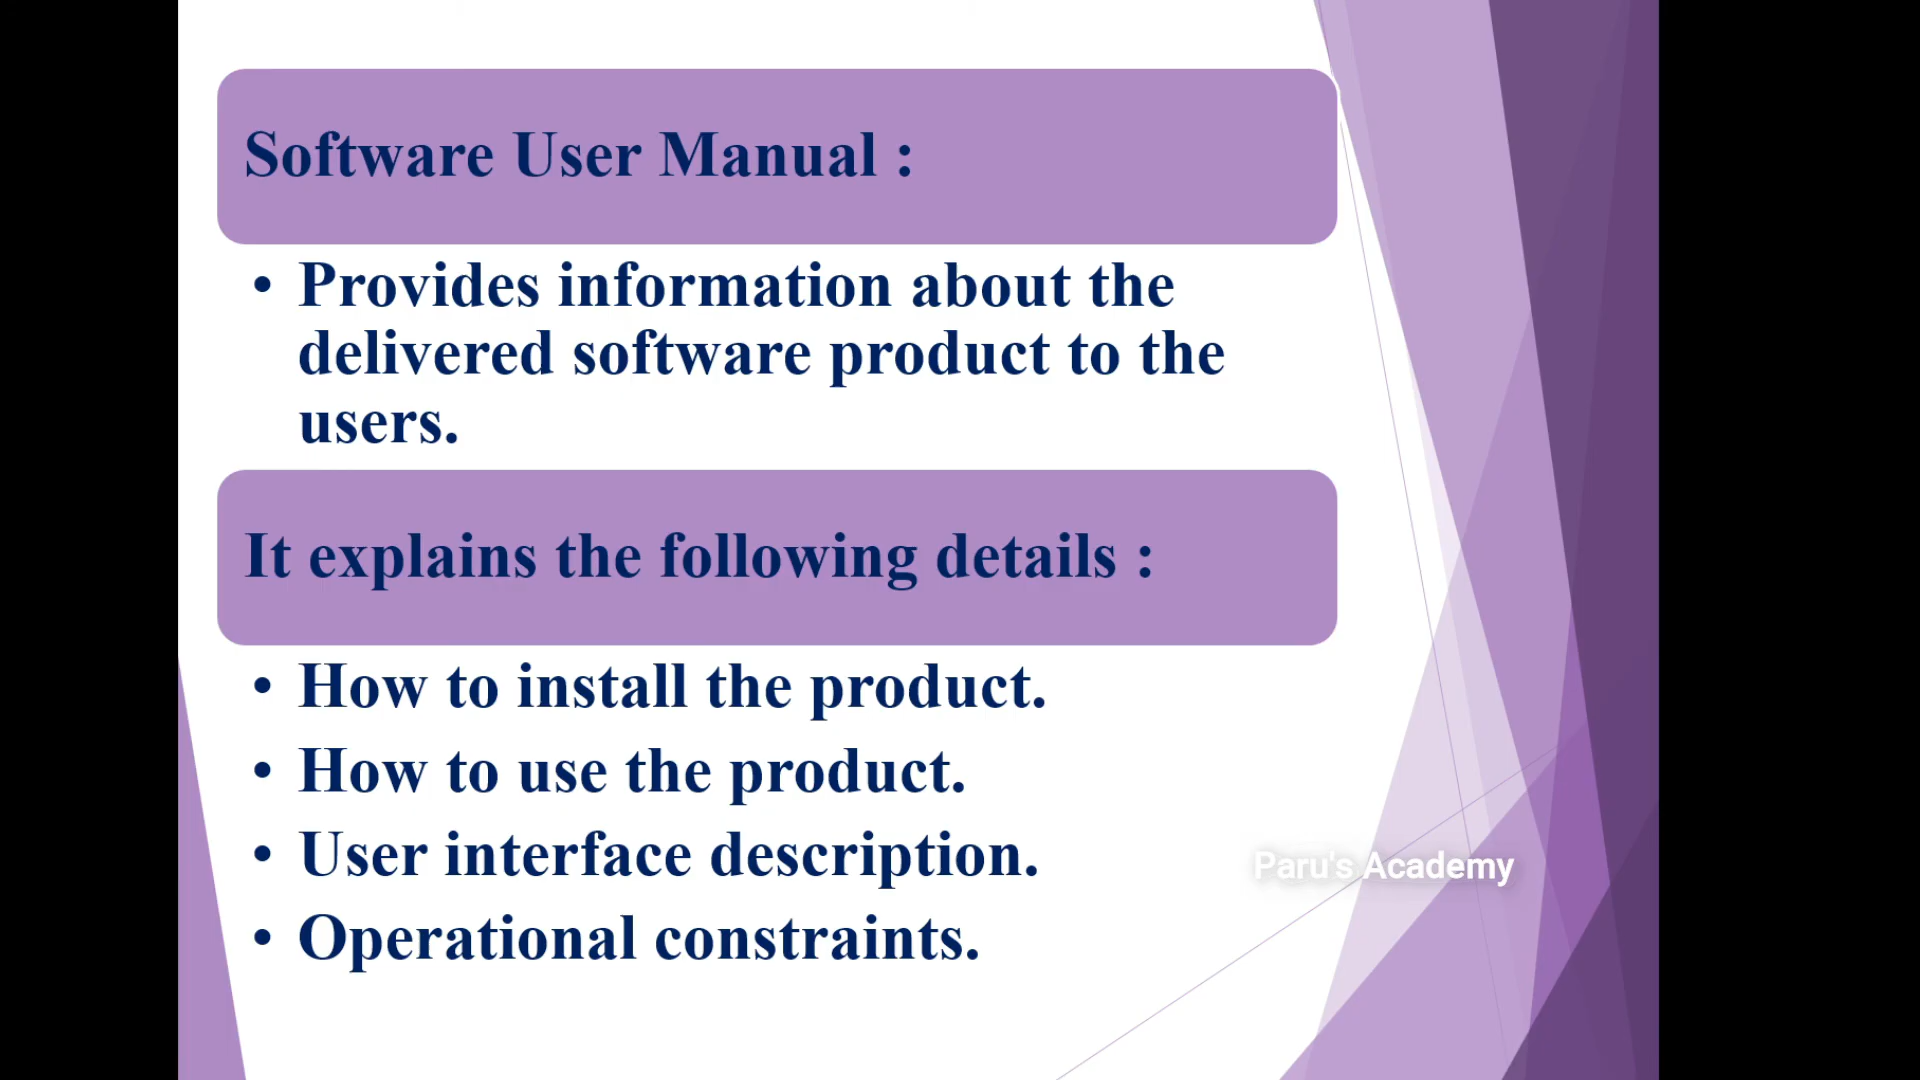 Software User Manual :
• Provides information about the
delivered software product to the
users.
It explains the following details :
• How to install the product.
• How to use the product.
• User interface description.
• Operational constraints.
Paru's Academy